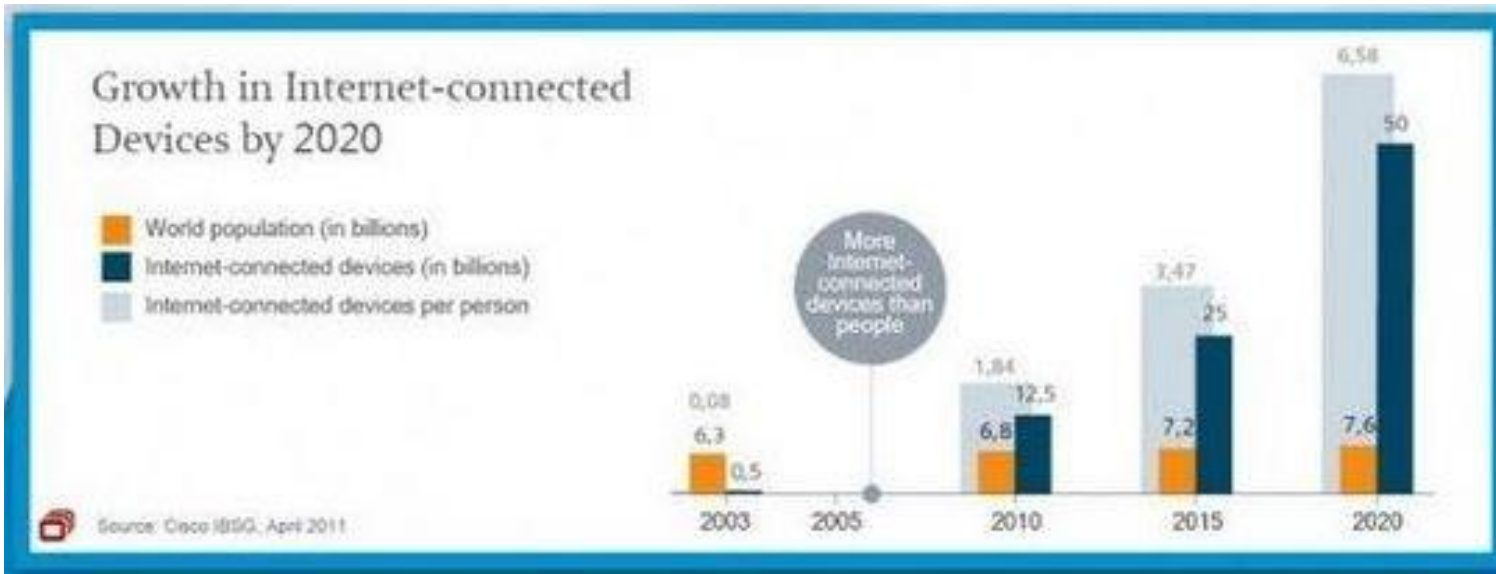 Growth in Internet-connected
Devices by 2020
World population (in billions)
Internet-connected devices (in billions)
Internet-connected devices per person
More
Internet-
connected
devices than
people
0,08
6,3
0,5
1,84
12,5
6,8
3,47
25
7,2
6,58
50
7,6
2003
2005
2010
2015
2020
Source: Cisco IBSG, April 2011